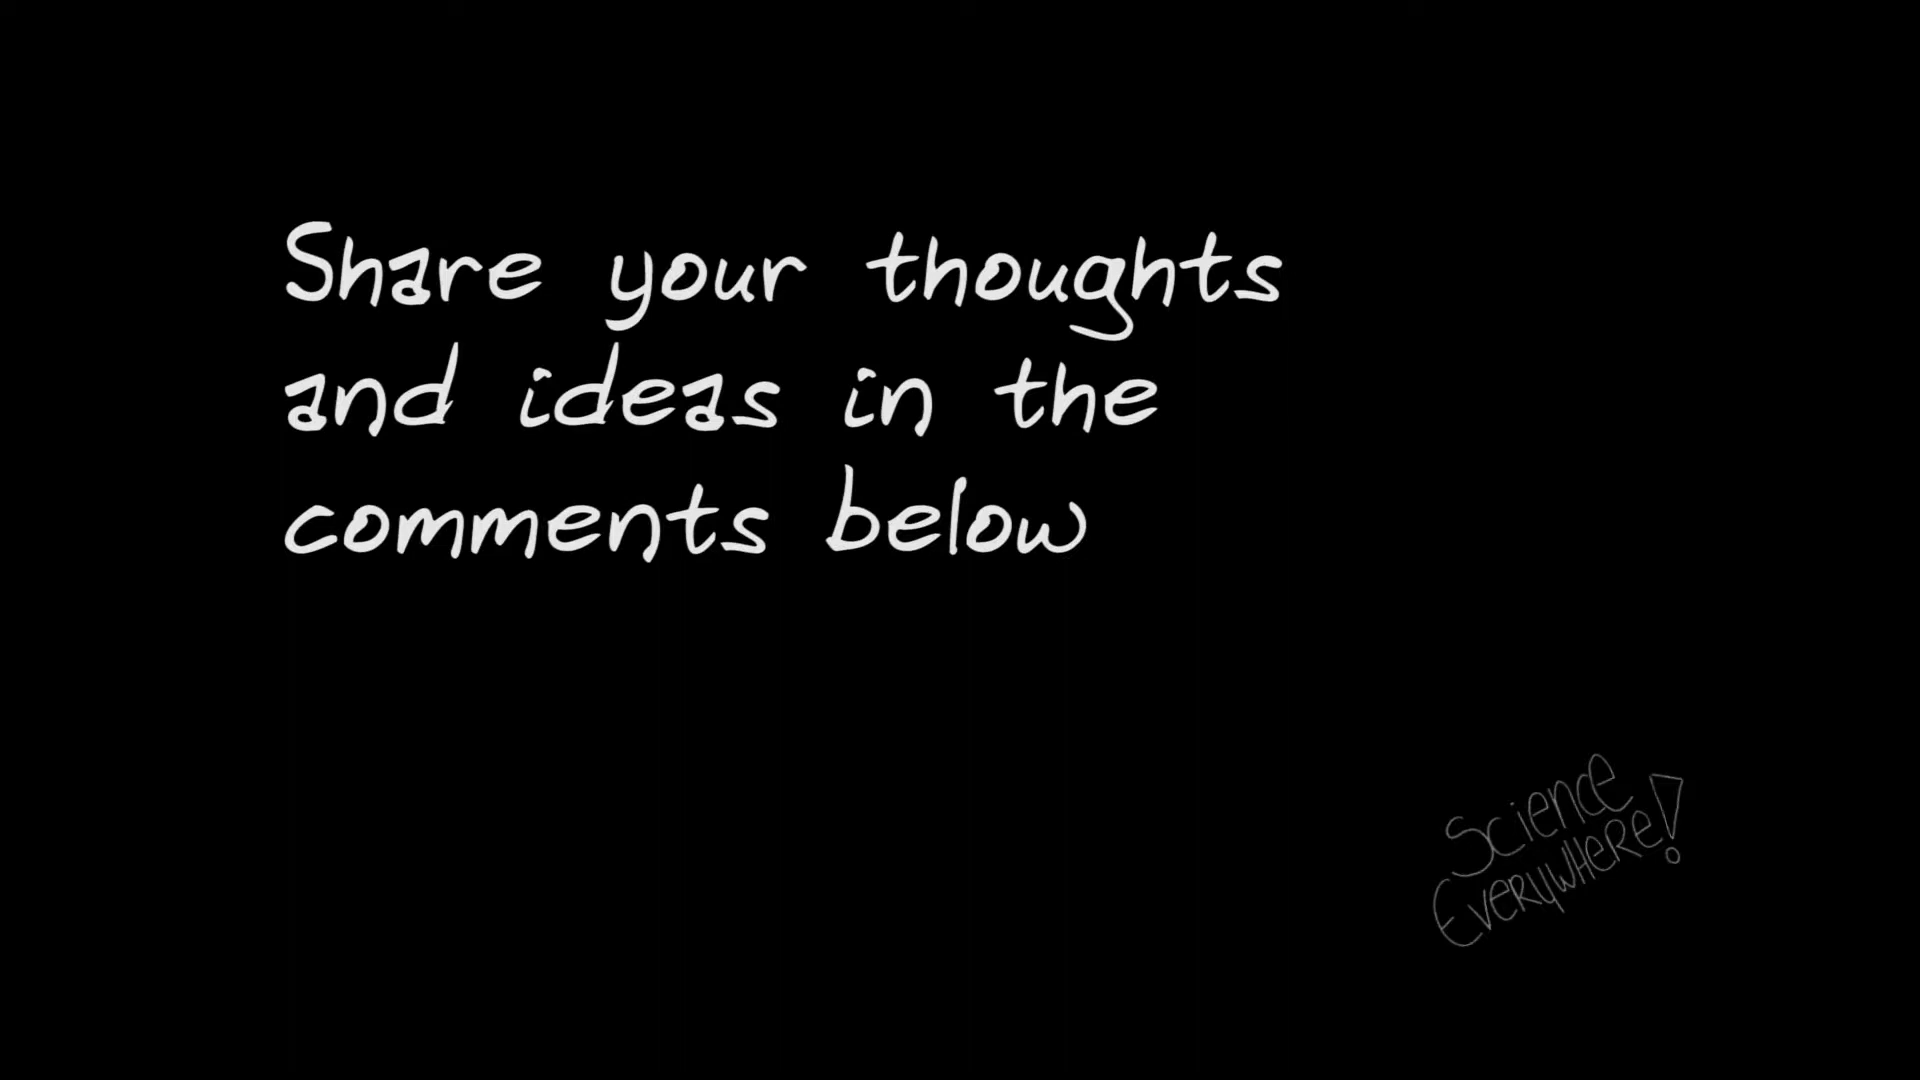 Share your thoughts
and ideas in the
comments below
Science
Everywhere!